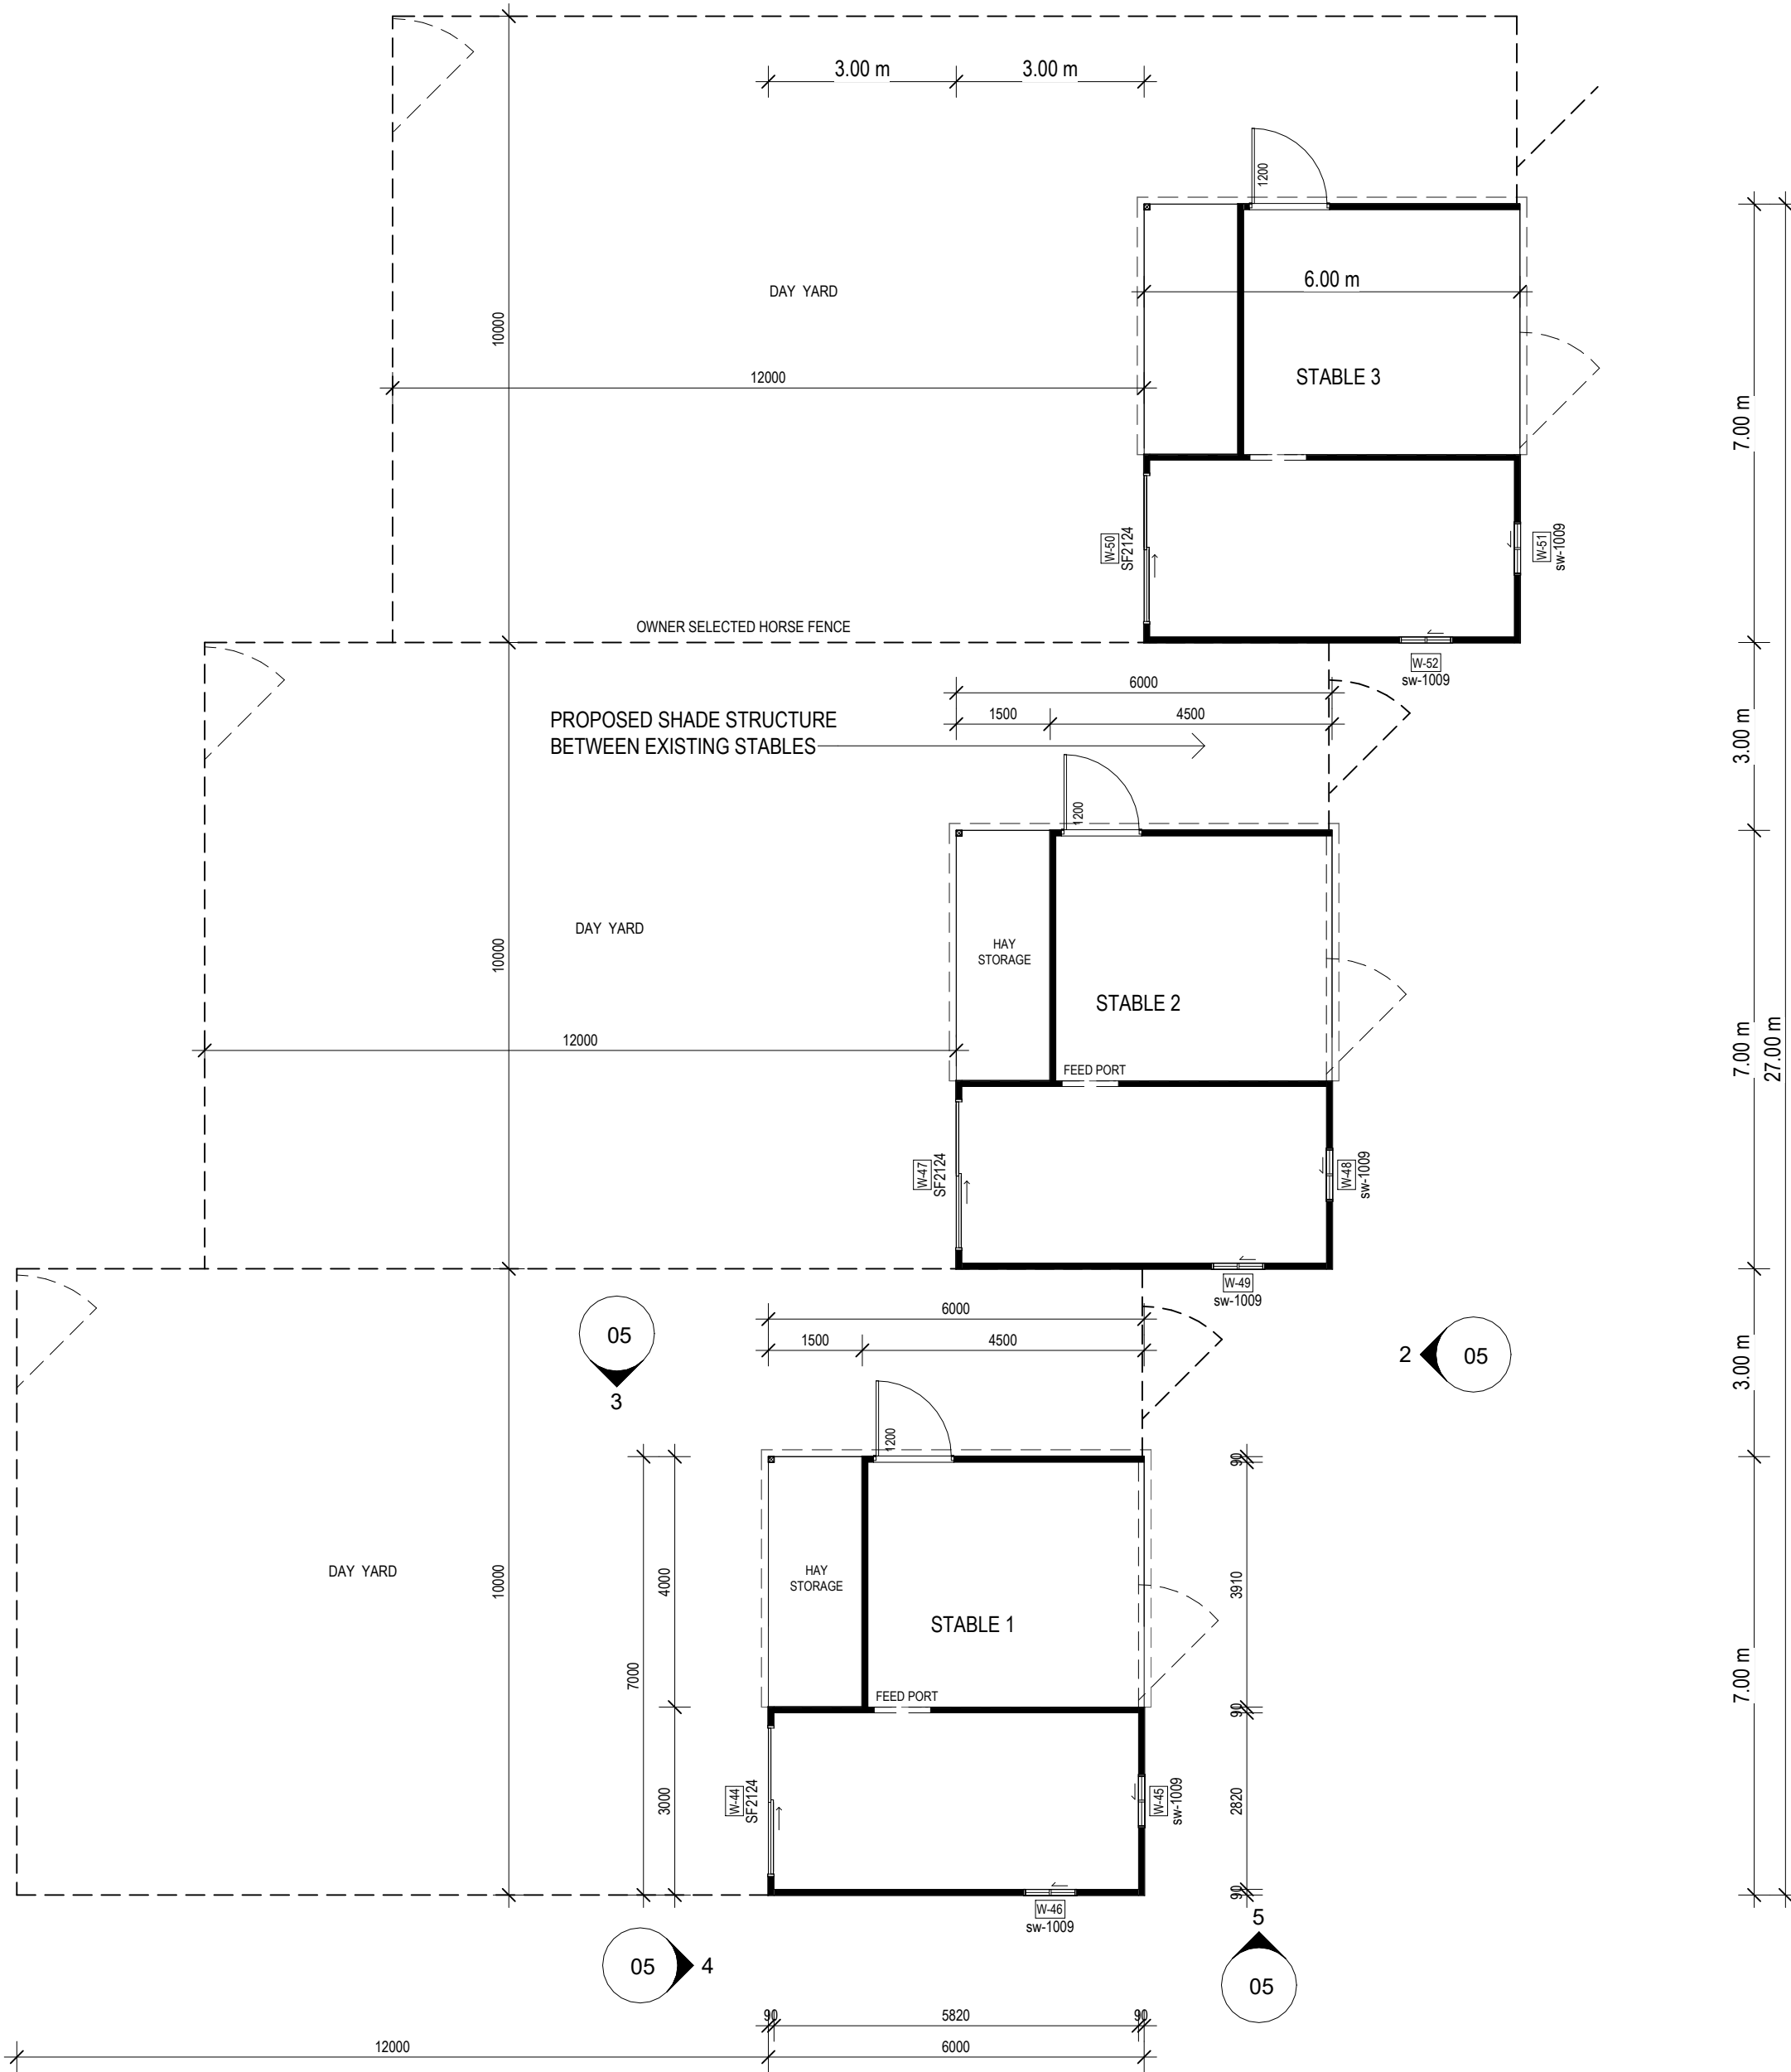 3.00 m
3.00 m
1200
DAY YARD
6.00 m
10000
12000
STABLE 3
7.00 m
W-50
SF2124
W-51
sw-1009
OWNER SELECTED HORSE FENCE
W-52
sw-1009
6000
1500
4500
PROPOSED SHADE STRUCTURE
BETWEEN EXISTING STABLES
3.00 m
1200
DAY YARD
10000
HAY
STORAGE
STABLE 2
12000
FEED PORT
7.00 m
27.00 m
W-47
SF2124
W-48
sw-1009
W-49
sw-1009
6000
1500
4500
05
3
2
05
3.00 m
1200
90
DAY YARD
10000
4000
7000
HAY
STORAGE
STABLE 1
3910
FEED PORT
90
7.00 m
3000
W-44
SF2124
W-45
sw-1009
2820
90
W-46
sw-1009
5
05
4
05
90
5820
90
12000
6000